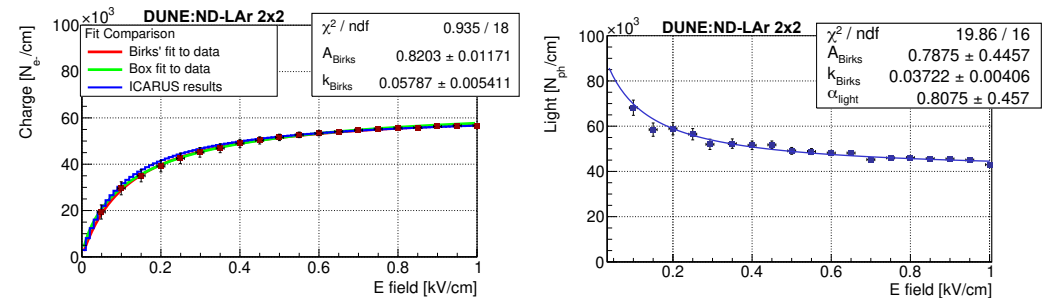 DUNE:ND-LAr 2x2
×10³
Fit Comparison
Birks' fit to data
Box fit to data
ICARUS results
χ² / ndf 0.935 / 18
A_Birks 0.8203 ± 0.01171
k_Birks 0.05787 ± 0.005411
Charge [N_e-/cm]
100
80
60
40
20
0
0 0.2 0.4 0.6 0.8 1
E field [kV/cm]
DUNE:ND-LAr 2x2
×10³
χ² / ndf 19.86 / 16
A_Birks 0.7875 ± 0.4457
k_Birks 0.03722 ± 0.00406
α_light 0.8075 ± 0.457
Light [N_ph/cm]
100
80
60
40
20
0
0.2 0.4 0.6 0.8 1
E field [kV/cm]